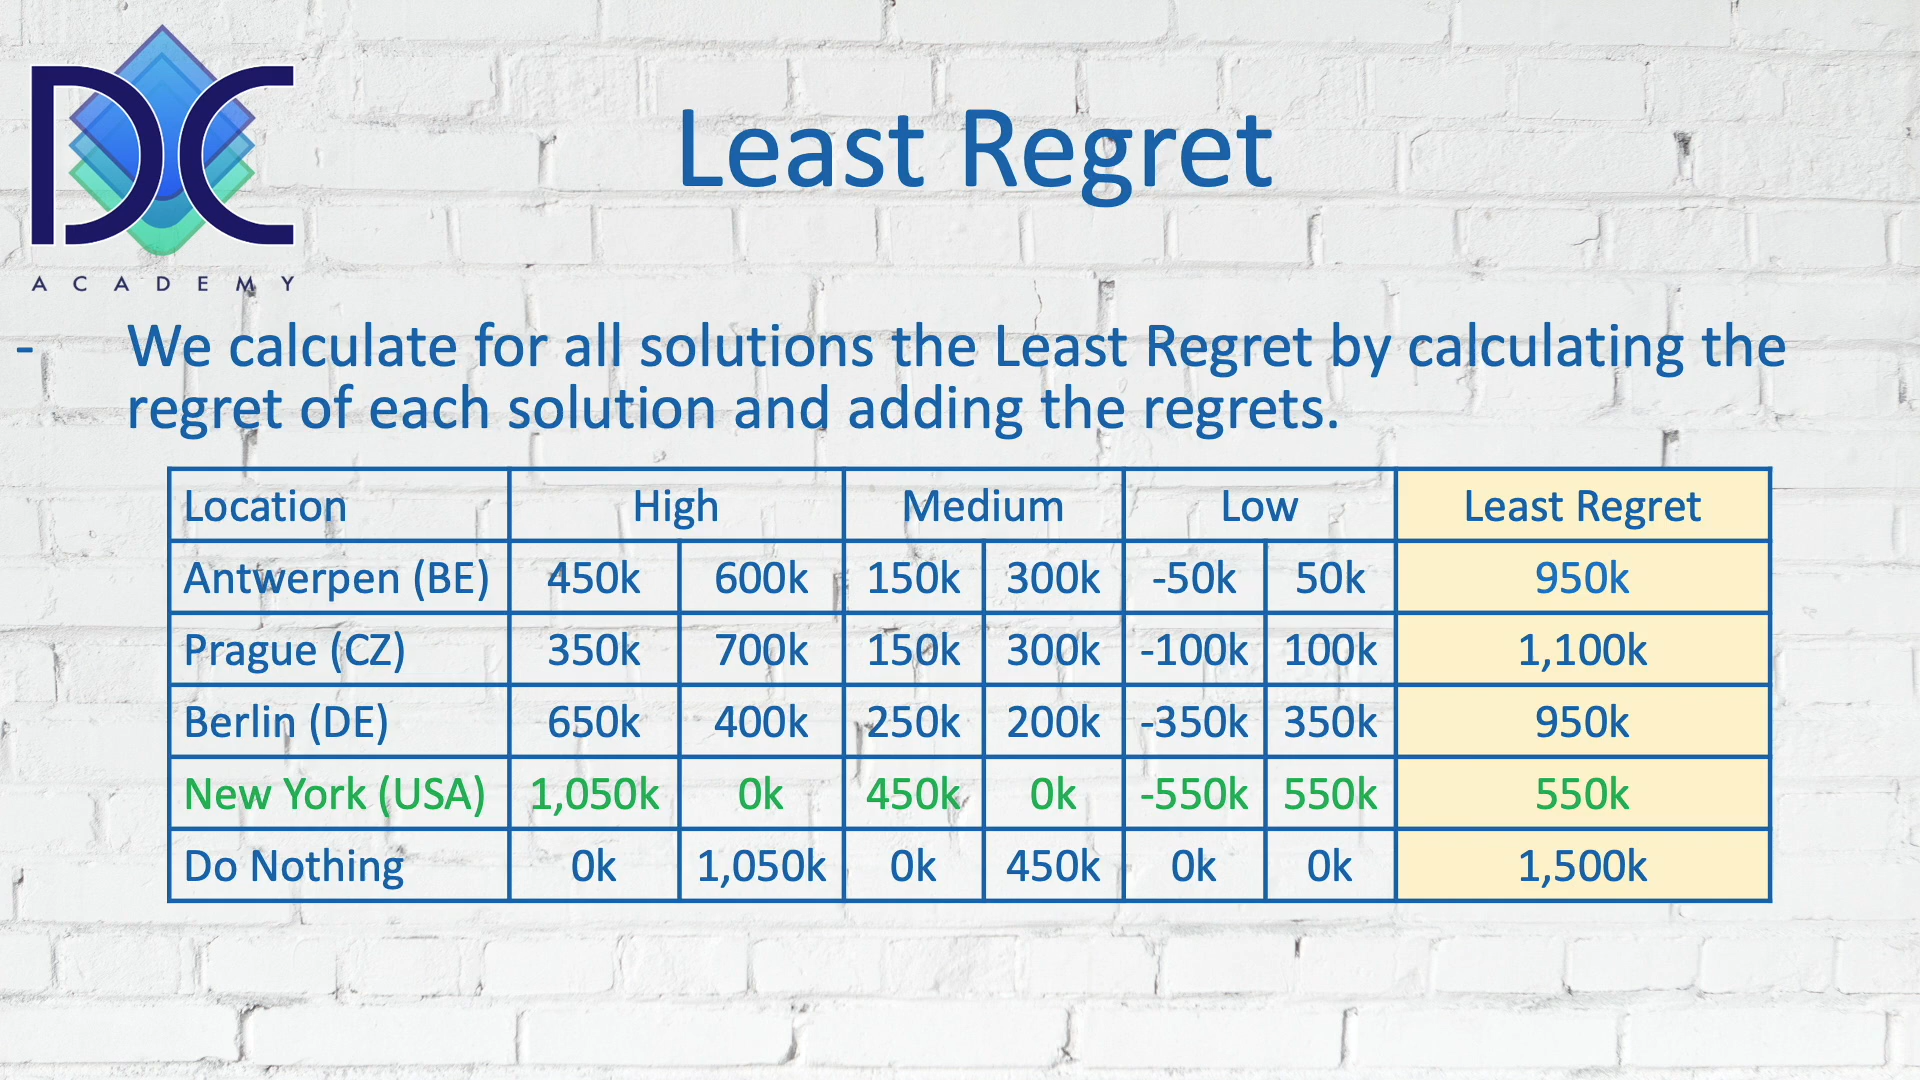 DC
ACADEMY
Least Regret
- We calculate for all solutions the Least Regret by calculating the
regret of each solution and adding the regrets.
Location High Medium Low Least Regret
Antwerpen (BE) 450k 600k 150k 300k -50k 50k 950k
Prague (CZ) 350k 700k 150k 300k -100k 100k 1,100k
Berlin (DE) 650k 400k 250k 200k -350k 350k 950k
New York (USA) 1,050k 0k 450k 0k -550k 550k 550k
Do Nothing 0k 1,050k 0k 450k 0k 0k 1,500k